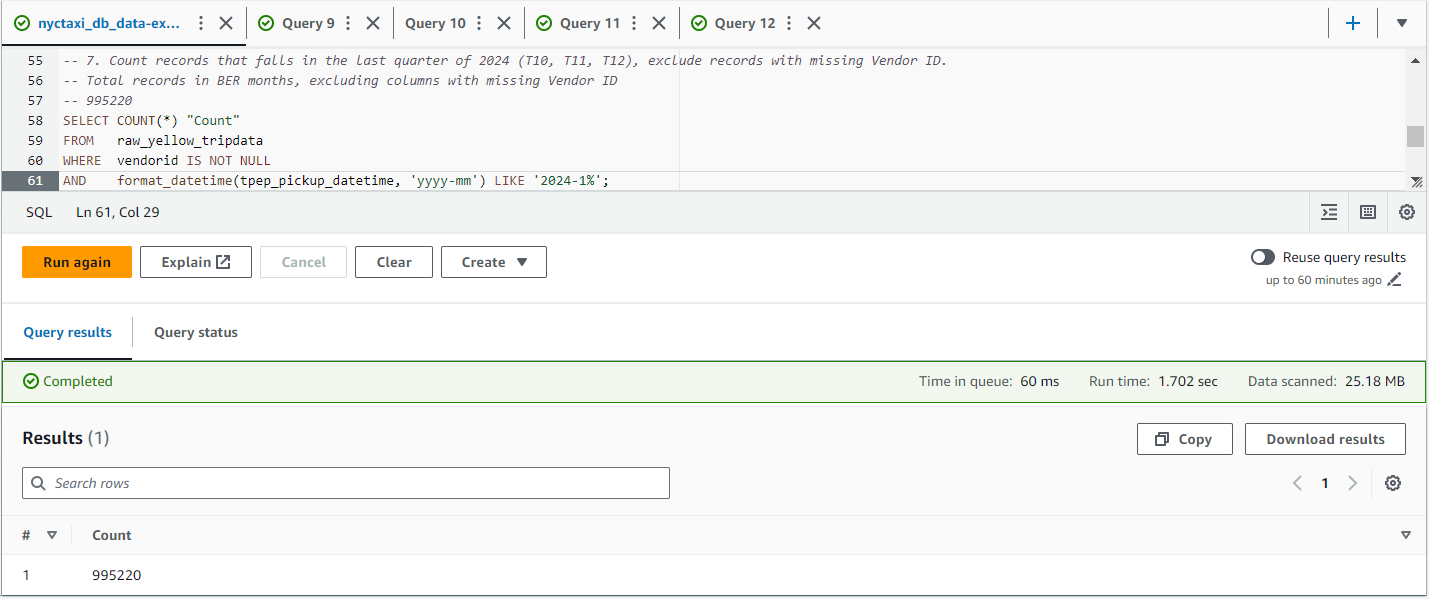 nyctaxi_db_data-ex... Query 9 Query 10 Query 11 Query 12
55 -- 7. Count records that falls in the last quarter of 2024 (T10, T11, T12), exclude records with missing Vendor ID.
56 -- Total records in BER months, excluding columns with missing Vendor ID
57 -- 995220
58 SELECT COUNT(*) "Count"
59 FROM raw_yellow_tripdata
60 WHERE vendorid IS NOT NULL
61 AND format_datetime(tpep_pickup_datetime, 'yyyy-mm') LIKE '2024-1%';
SQL Ln 61, Col 29
Run again Explain Cancel Clear Create Reuse query results
up to 60 minutes ago
Query results Query status
Completed Time in queue: 60 ms Run time: 1.702 sec Data scanned: 25.18 MB
Results (1) Copy Download results
Search rows 1
# Count
1 995220